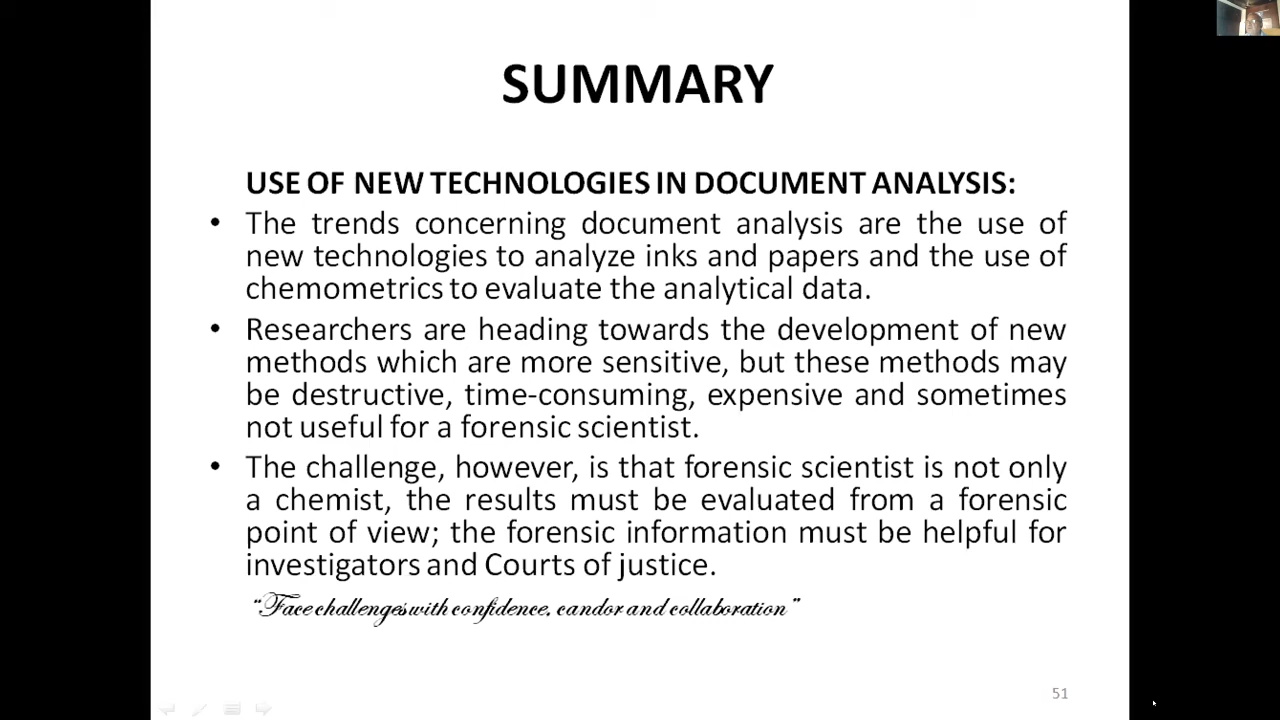 SUMMARY
USE OF NEW TECHNOLOGIES IN DOCUMENT ANALYSIS:
• The trends concerning document analysis are the use of
new technologies to analyze inks and papers and the use of
chemometrics to evaluate the analytical data.
• Researchers are heading towards the development of new
methods which are more sensitive, but these methods may
be destructive, time-consuming, expensive and sometimes
not useful for a forensic scientist.
• The challenge, however, is that forensic scientist is not only
a chemist, the results must be evaluated from a forensic
point of view; the forensic information must be helpful for
investigators and Courts of justice.
“Face challenges with confidence, candor and collaboration”
51